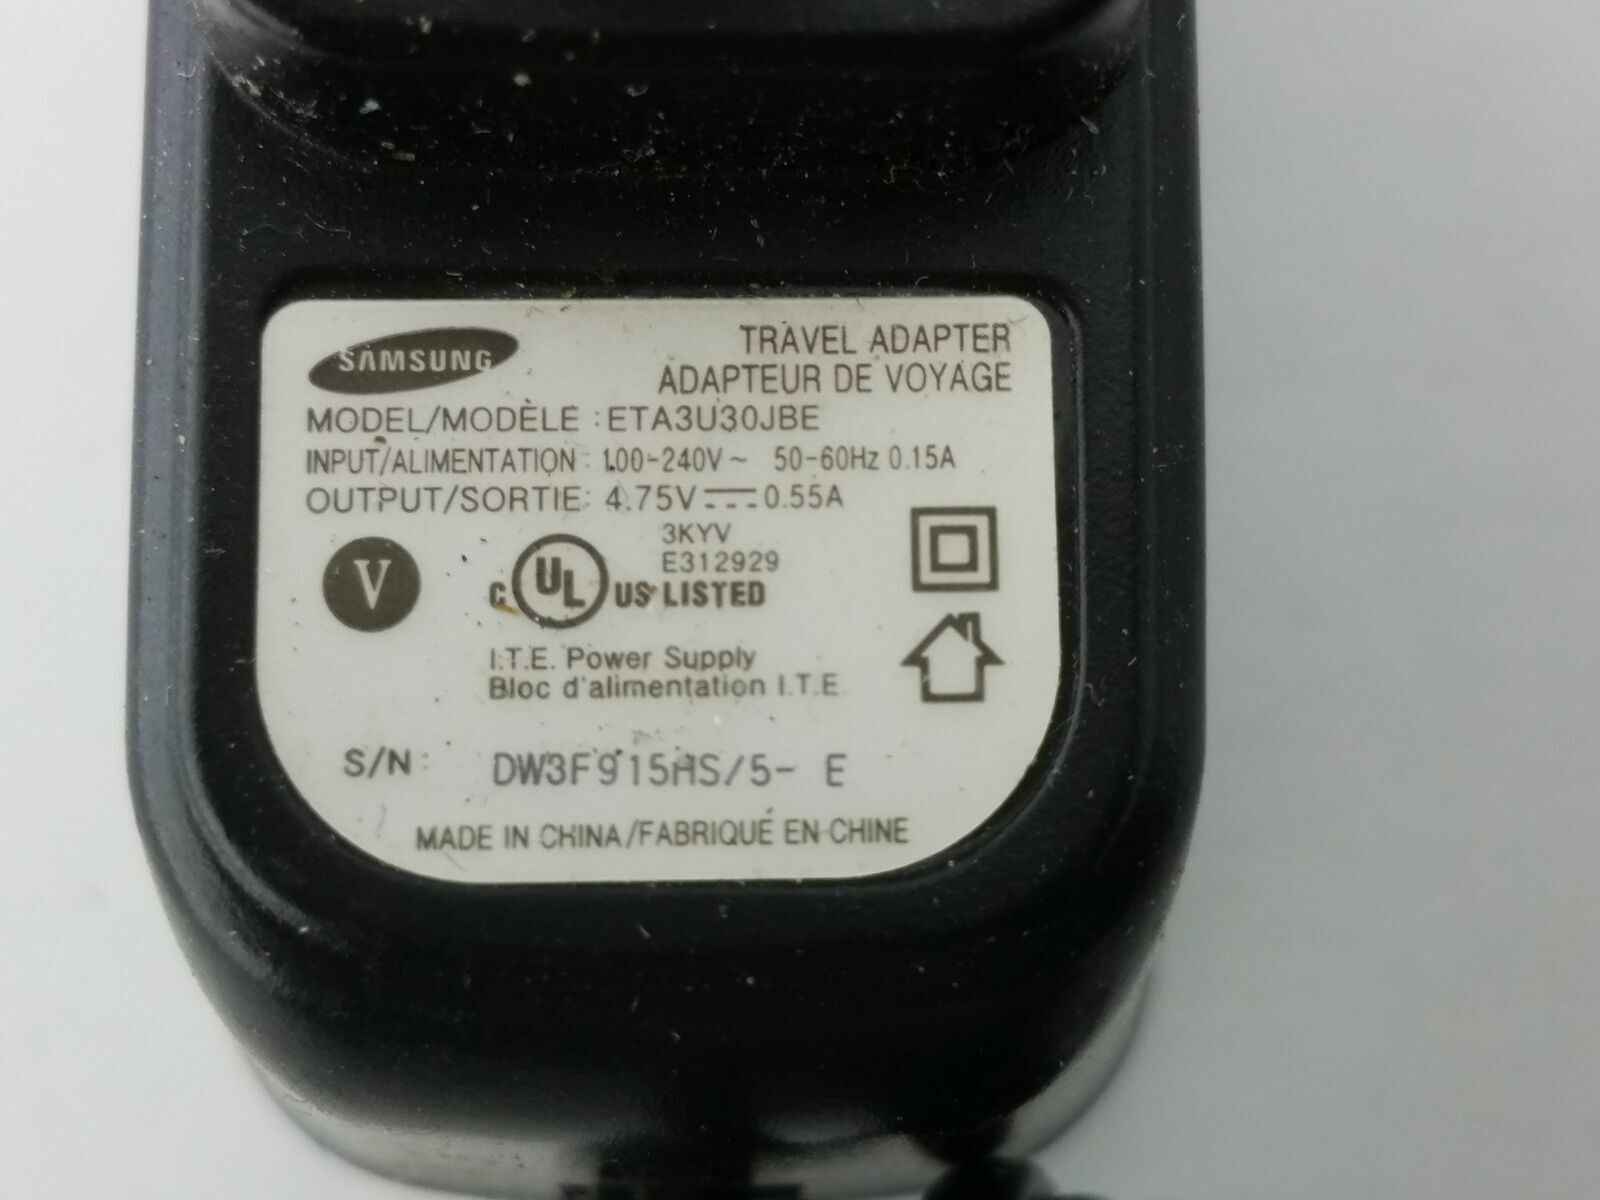 SAMSUNG
TRAVEL ADAPTER
ADAPTEUR DE VOYAGE
MODEL/MODÈLE : ETA3U30JBE
INPUT/ALIMENTATION : 100-240V ~ 50-60Hz 0.15A
OUTPUT/SORTIE: 4.75V ⎓ 0.55A
3KYV
E312929
V
C UL US LISTED
I.T.E. Power Supply
Bloc d'alimentation I.T.E.
S/N: DW3F915HS/5- E
MADE IN CHINA/FABRIQUÉ EN CHINE